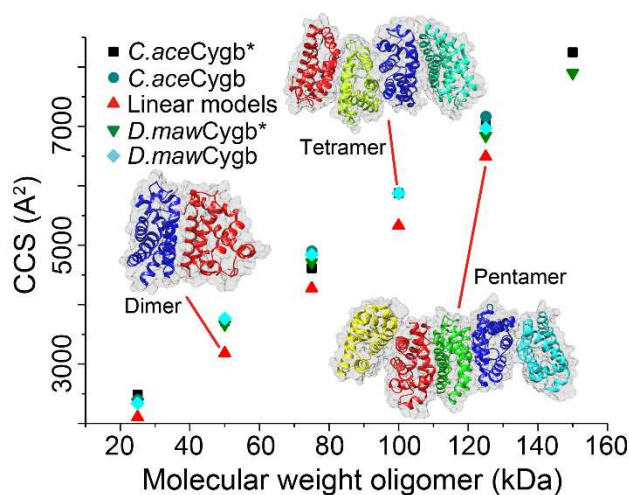 C.aceCygb*
C.aceCygb
Linear models
D.mawCygb*
D.mawCygb
Tetramer
Dimer
Pentamer
CCS (A²)
7000
5000
3000
20 40 60 80 100 120 140 160
Molecular weight oligomer (kDa)